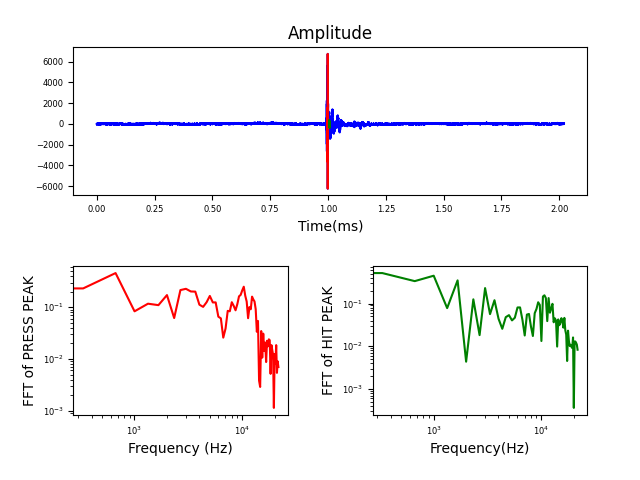 Amplitude
6000
4000
2000
0
−2000
−4000
−6000
0.00 0.25 0.50 0.75 1.00 1.25 1.50 1.75 2.00
Time(ms)
FFT of PRESS PEAK
10⁻¹
10⁻²
10⁻³
10³ 10⁴
Frequency (Hz)
FFT of HIT PEAK
10⁻¹
10⁻²
10⁻³
10³ 10⁴
Frequency(Hz)